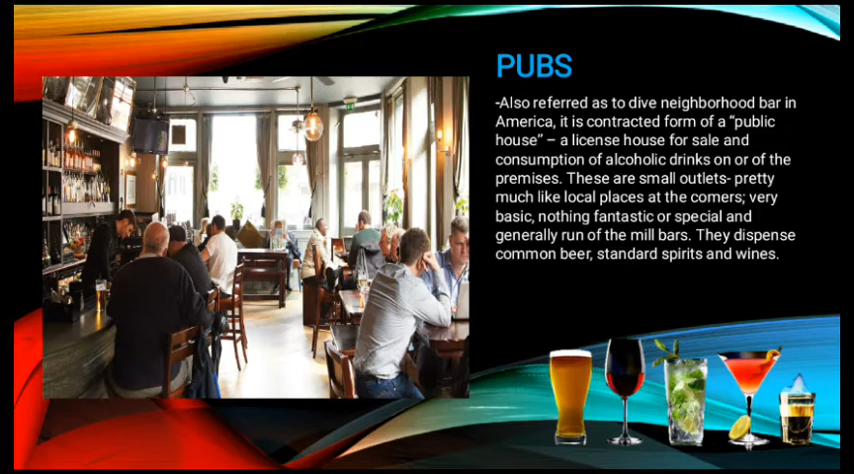 PUBS
-Also referred as to dive neighborhood bar in
America, it is contracted form of a “public
house” – a license house for sale and
consumption of alcoholic drinks on or of the
premises. These are small outlets- pretty
much like local places at the comers; very
basic, nothing fantastic or special and
generally run of the mill bars. They dispense
common beer, standard spirits and wines.